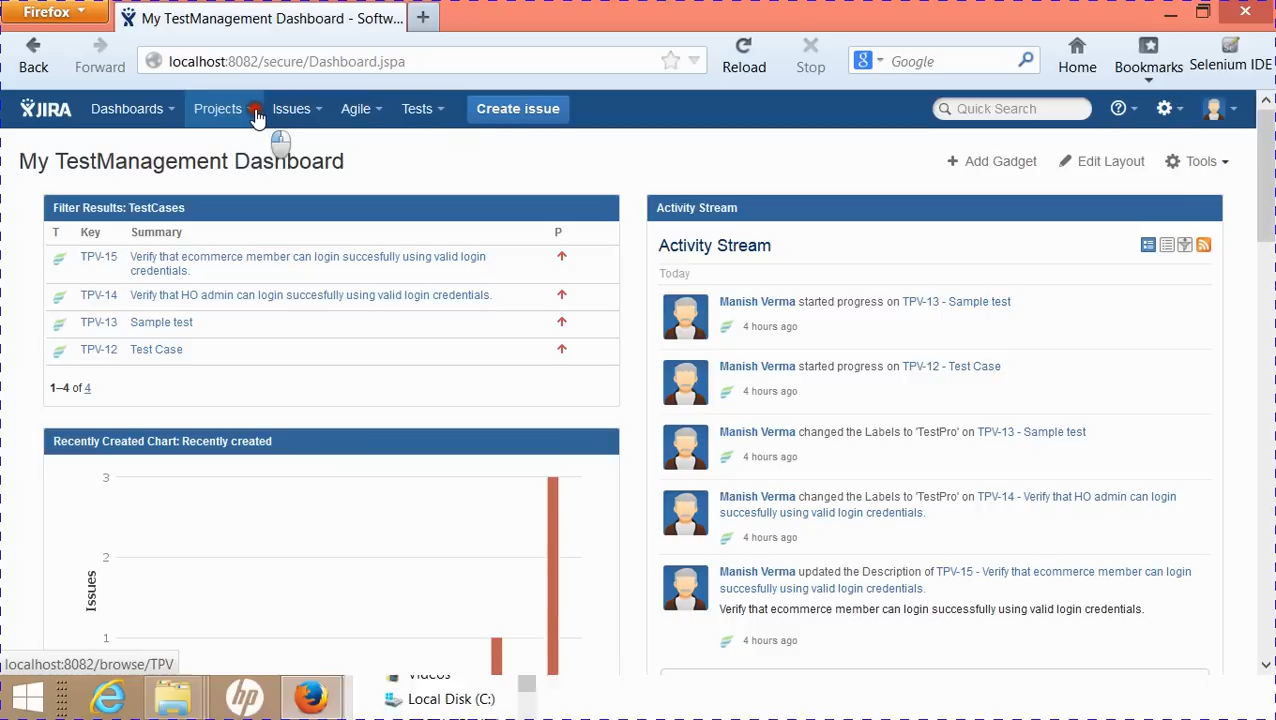 Firefox
My TestManagement Dashboard - Softw...
Back
Forward
localhost:8082/secure/Dashboard.jspa
Reload
Stop
Google
Home
Bookmarks
Selenium IDE
JIRA
Dashboards
Projects
Issues
Agile
Tests
Create issue
Quick Search
My TestManagement Dashboard
Add Gadget
Edit Layout
Tools
Filter Results: TestCases
T Key Summary P
TPV-15 Verify that ecommerce member can login succesfully using valid login
credentials.
TPV-14 Verify that HO admin can login succesfully using valid login credentials.
TPV-13 Sample test
TPV-12 Test Case
1–4 of 4
Recently Created Chart: Recently created
3
2
1
Issues
Activity Stream
Activity Stream
Today
Manish Verma started progress on TPV-13 - Sample test
4 hours ago
Manish Verma started progress on TPV-12 - Test Case
4 hours ago
Manish Verma changed the Labels to 'TestPro' on TPV-13 - Sample test
4 hours ago
Manish Verma changed the Labels to 'TestPro' on TPV-14 - Verify that HO admin can login
succesfully using valid login credentials.
4 hours ago
Manish Verma updated the Description of TPV-15 - Verify that ecommerce member can login
succesfully using valid login credentials.
Verify that ecommerce member can login successfully using valid login credentials.
4 hours ago
localhost:8082/browse/TPV
Videos
Local Disk (C:)
hp